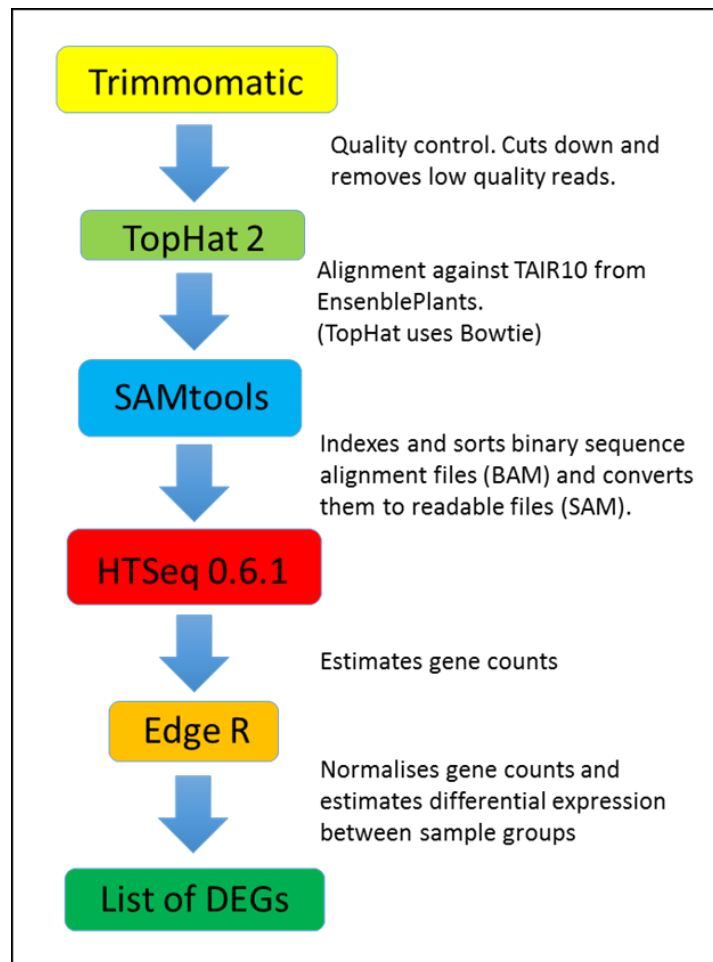 Trimmomatic
Quality control. Cuts down and
removes low quality reads.
TopHat 2
Alignment against TAIR10 from
EnsenblePlants.
(TopHat uses Bowtie)
SAMtools
Indexes and sorts binary sequence
alignment files (BAM) and converts
them to readable files (SAM).
HTSeq 0.6.1
Estimates gene counts
Edge R
Normalises gene counts and
estimates differential expression
between sample groups
List of DEGs